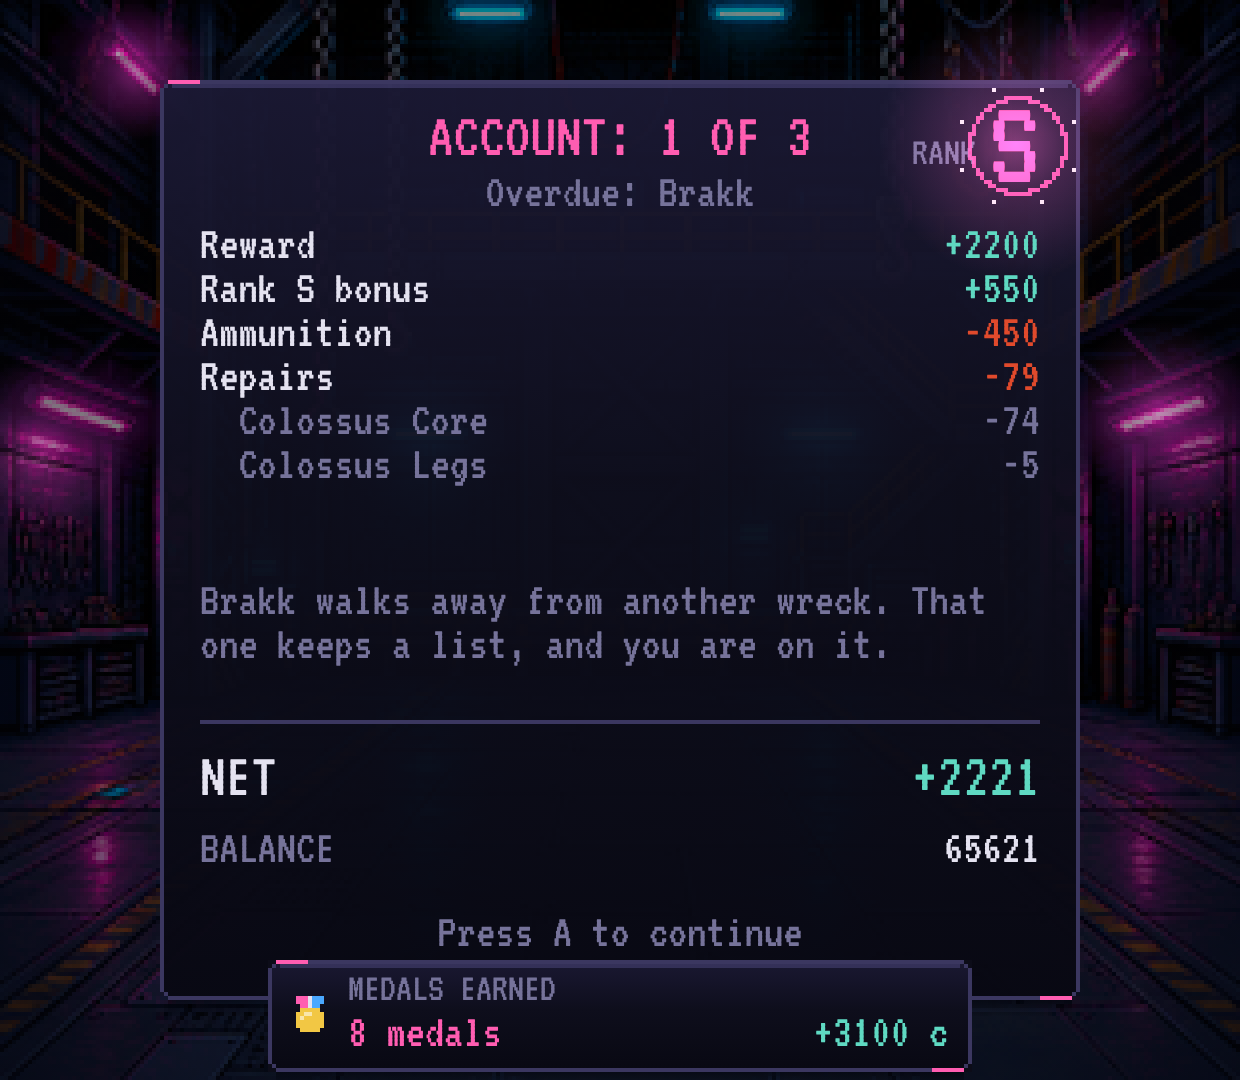 ACCOUNT: 1 OF 3
RANK S
Overdue: Brakk
Reward +2200
Rank S bonus +550
Ammunition -450
Repairs -79
Colossus Core -74
Colossus Legs -5
Brakk walks away from another wreck. That
one keeps a list, and you are on it.
NET +2221
BALANCE 65621
Press A to continue
MEDALS EARNED
8 medals +3100 c